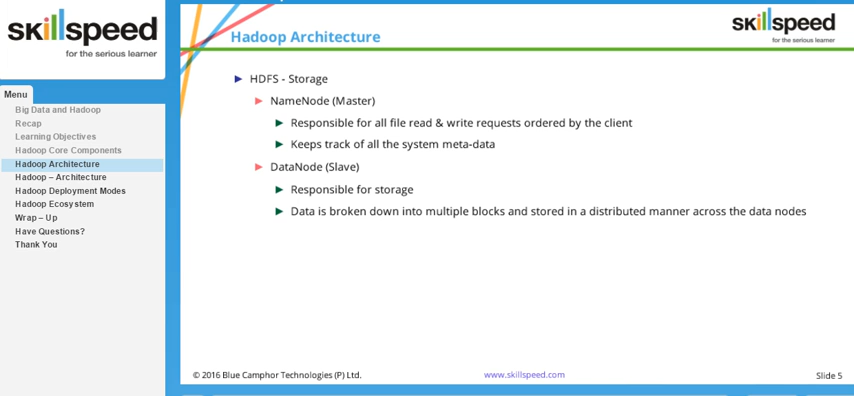 skillspeed
for the serious learner
Menu
Big Data and Hadoop
Recap
Learning Objectives
Hadoop Core Components
Hadoop Architecture
Hadoop – Architecture
Hadoop Deployment Modes
Hadoop Ecosystem
Wrap – Up
Have Questions?
Thank You
Hadoop Architecture
skillspeed
for the serious learner
HDFS - Storage
NameNode (Master)
Responsible for all file read & write requests ordered by the client
Keeps track of all the system meta-data
DataNode (Slave)
Responsible for storage
Data is broken down into multiple blocks and stored in a distributed manner across the data nodes
© 2016 Blue Camphor Technologies (P) Ltd.
www.skillspeed.com
Slide 5